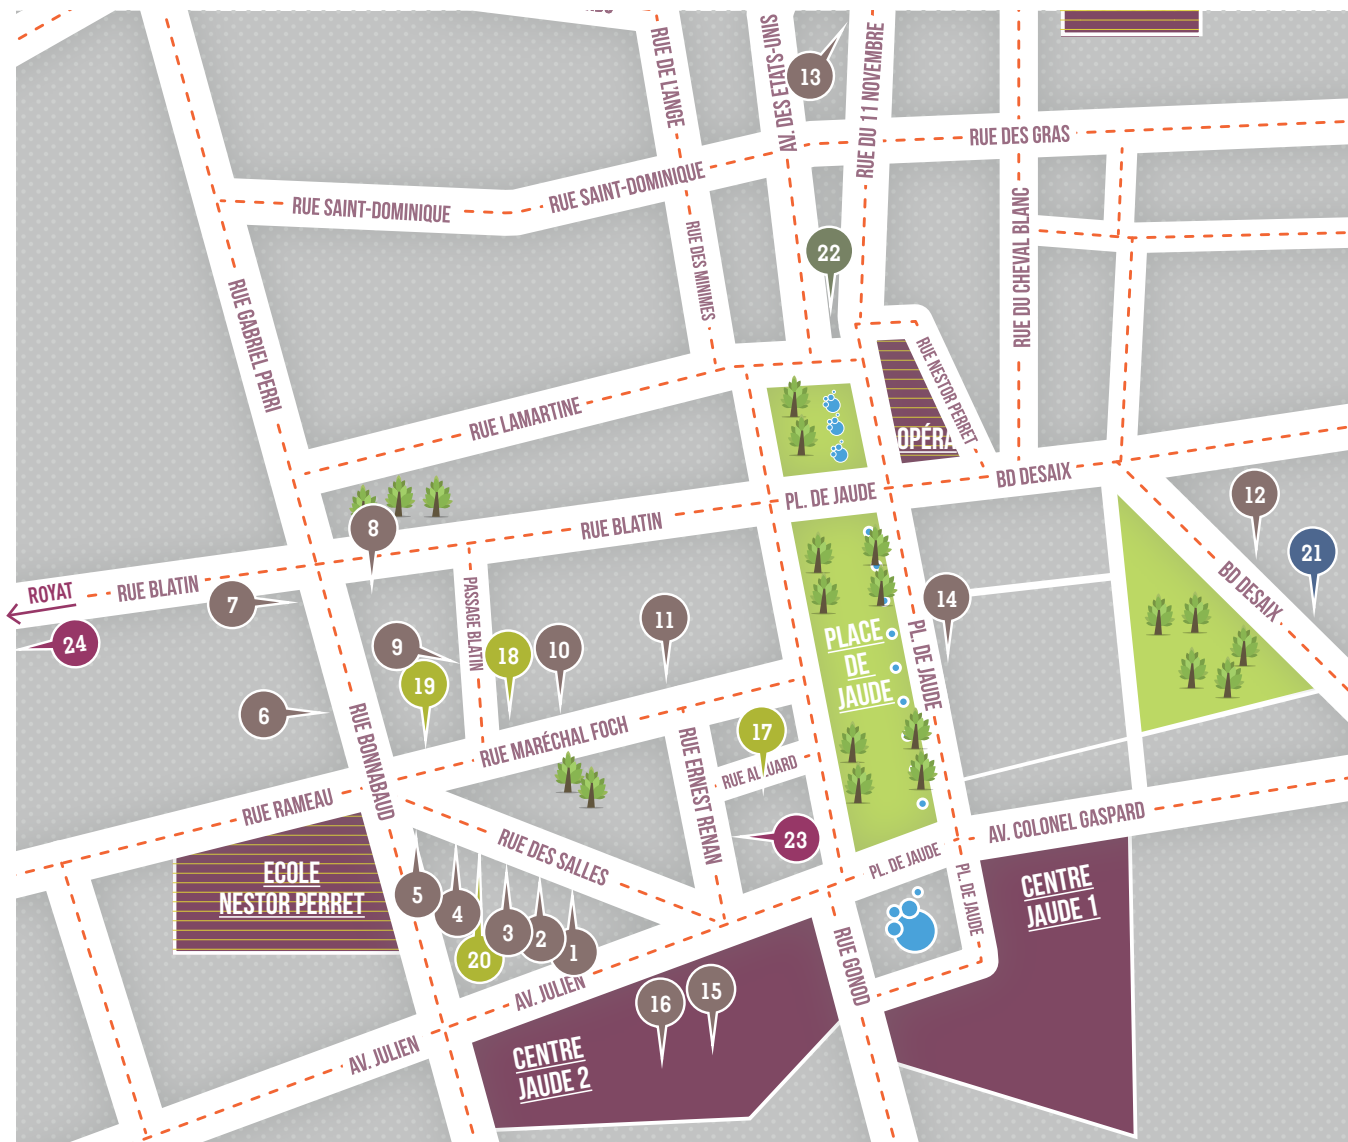 RUE DE L'ANGE
AV. DES ETATS-UNIS
13
RUE DU 11 NOVEMBRE
RUE DES GRAS
RUE SAINT-DOMINIQUE
RUE SAINT-DOMINIQUE
RUE DES MINIMES
22
RUE DU CHEVAL BLANC
RUE GABRIEL PERRI
RUE NESTOR PERRET
OPÉRA
RUE LAMARTINE
PL. DE JAUDE
BD DESAIX
RUE BLATIN
8
12
21
BD DESAIX
ROYAT
RUE BLATIN
7
24
PASSAGE BLATIN
9
19
18
10
11
14
PLACE
DE
JAUDE
PL. DE JAUDE
6
RUE BONNABAUD
RUE MARÉCHAL FOCH
RUE ERNEST RENAN
17
23
RUE RAMEAU
RUE DES SALLES
PL. DE JAUDE
AV. COLONEL GASPARD
ECOLE
NESTOR PERRET
5
4
20
3
2
1
PL. DE JAUDE
CENTRE
JAUDE 1
RUE GONOD
AV. JULIEN
16
15
AV. JULIEN
CENTRE
JAUDE 2